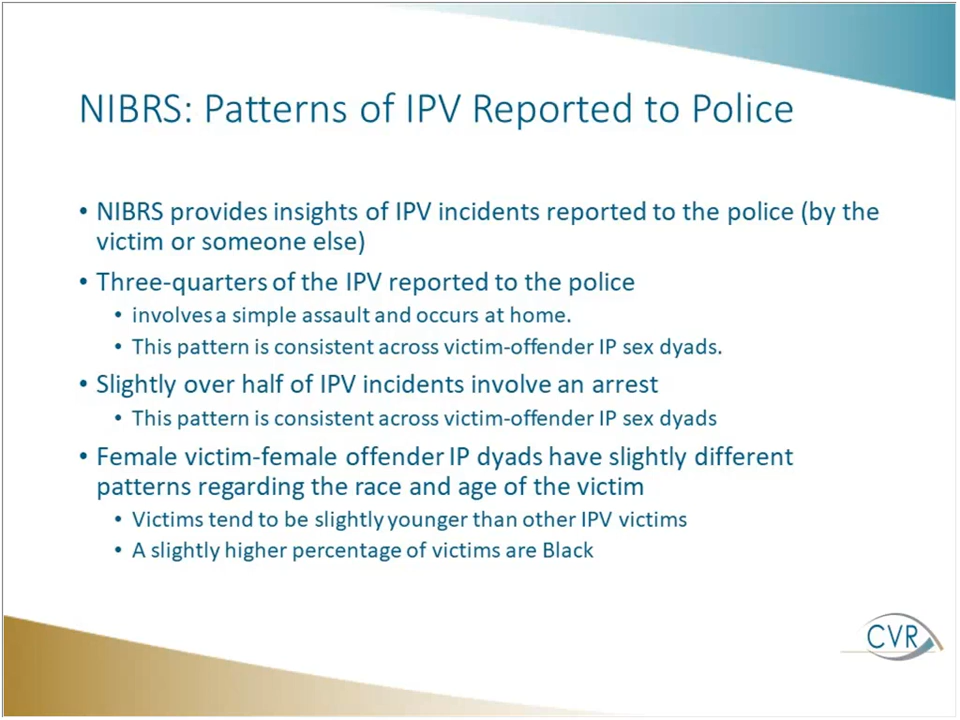 NIBRS: Patterns of IPV Reported to Police
• NIBRS provides insights of IPV incidents reported to the police (by the
victim or someone else)
• Three-quarters of the IPV reported to the police
• involves a simple assault and occurs at home.
• This pattern is consistent across victim-offender IP sex dyads.
• Slightly over half of IPV incidents involve an arrest
• This pattern is consistent across victim-offender IP sex dyads
• Female victim-female offender IP dyads have slightly different
patterns regarding the race and age of the victim
• Victims tend to be slightly younger than other IPV victims
• A slightly higher percentage of victims are Black
CVR